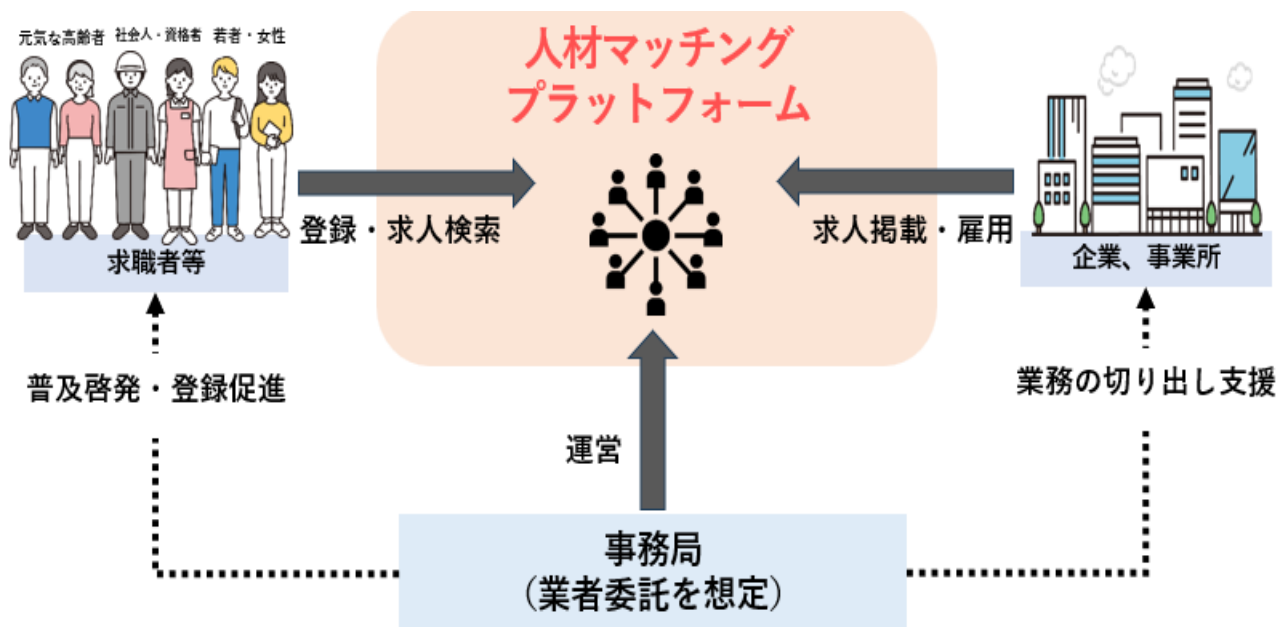 元気な高齢者
社会人・資格者
若者・女性
人材マッチング
プラットフォーム
登録・求人検索
求人掲載・雇用
求職者等
企業、事業所
普及啓発・登録促進
業務の切り出し支援
運営
事務局
（業者委託を想定）